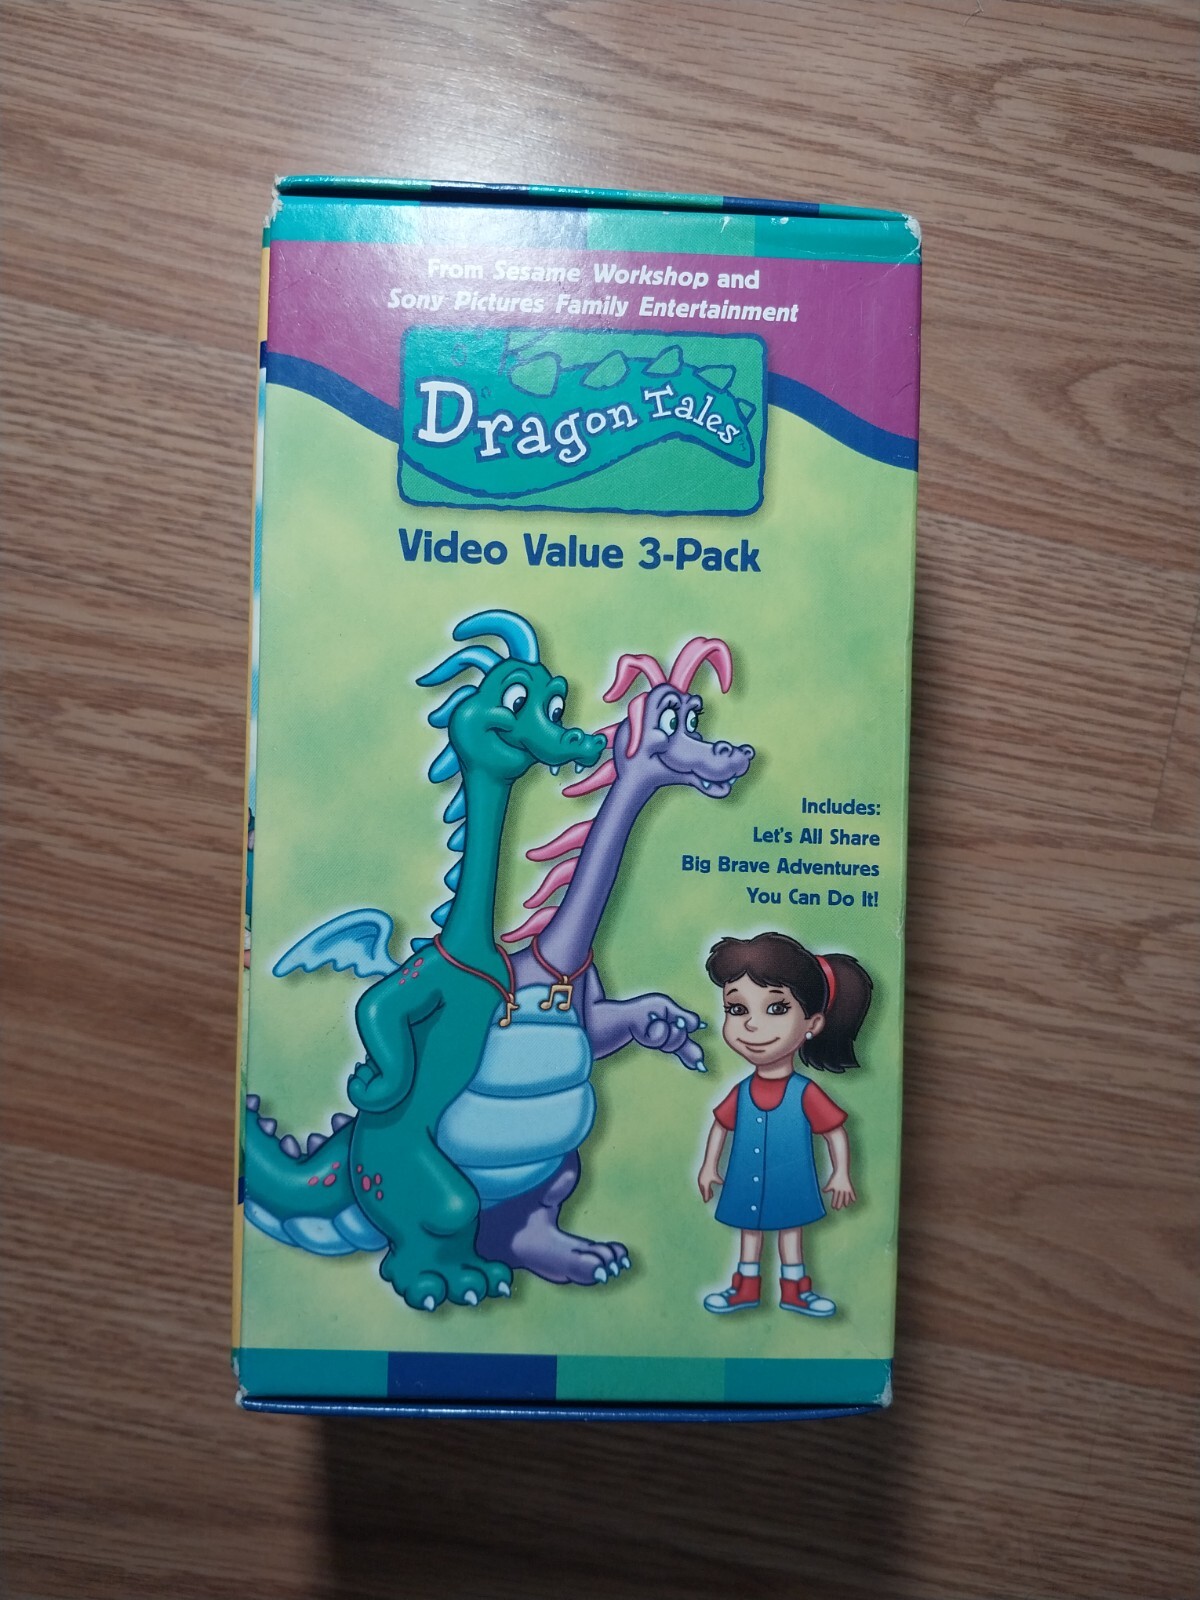 From Sesame Workshop and
Sony Pictures Family Entertainment
Dragon Tales
Video Value 3-Pack
Includes:
Let's All Share
Big Brave Adventures
You Can Do It!